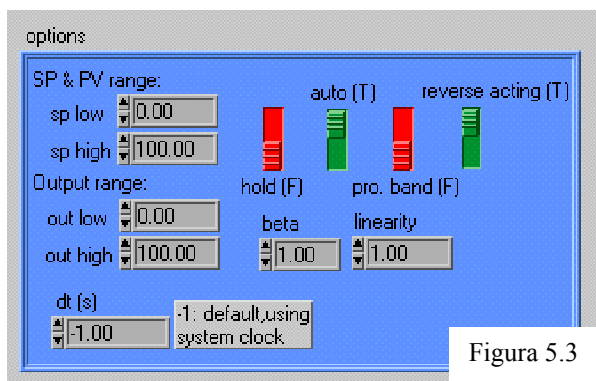 options
SP & PV range:
sp low 0.00
sp high 100.00
Output range:
out low 0.00
out high 100.00
dt (s)
-1.00
-1: default,using
system clock
auto (T)
reverse acting (T)
hold (F)
pro. band (F)
beta
1.00
linearity
1.00
Figura 5.3